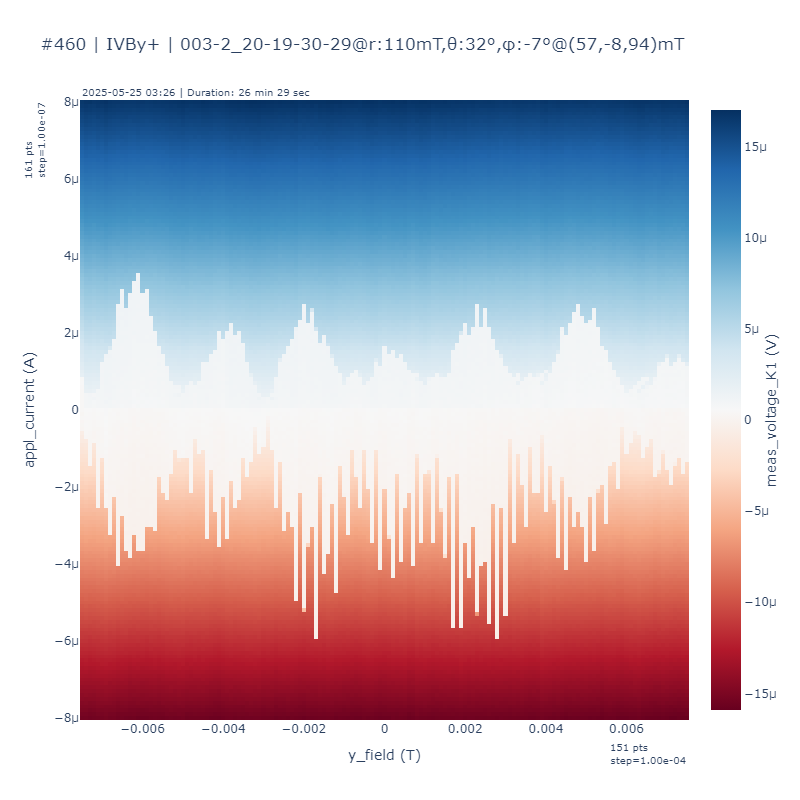 #460 | IVBy+ | 003-2_20-19-30-29@r:110mT,θ:32º,φ:-7º@(57,-8,94)mT
2025-05-25 03:26 | Duration: 26 min 29 sec
161 pts
step=1.00e-07
8μ
6μ
4μ
2μ
0
−2μ
−4μ
−6μ
−8μ
appl_current (A)
−0.006
−0.004
−0.002
0
0.002
0.004
0.006
y_field (T)
151 pts
step=1.00e-04
15μ
10μ
5μ
0
−5μ
−10μ
−15μ
meas_voltage_K1 (V)